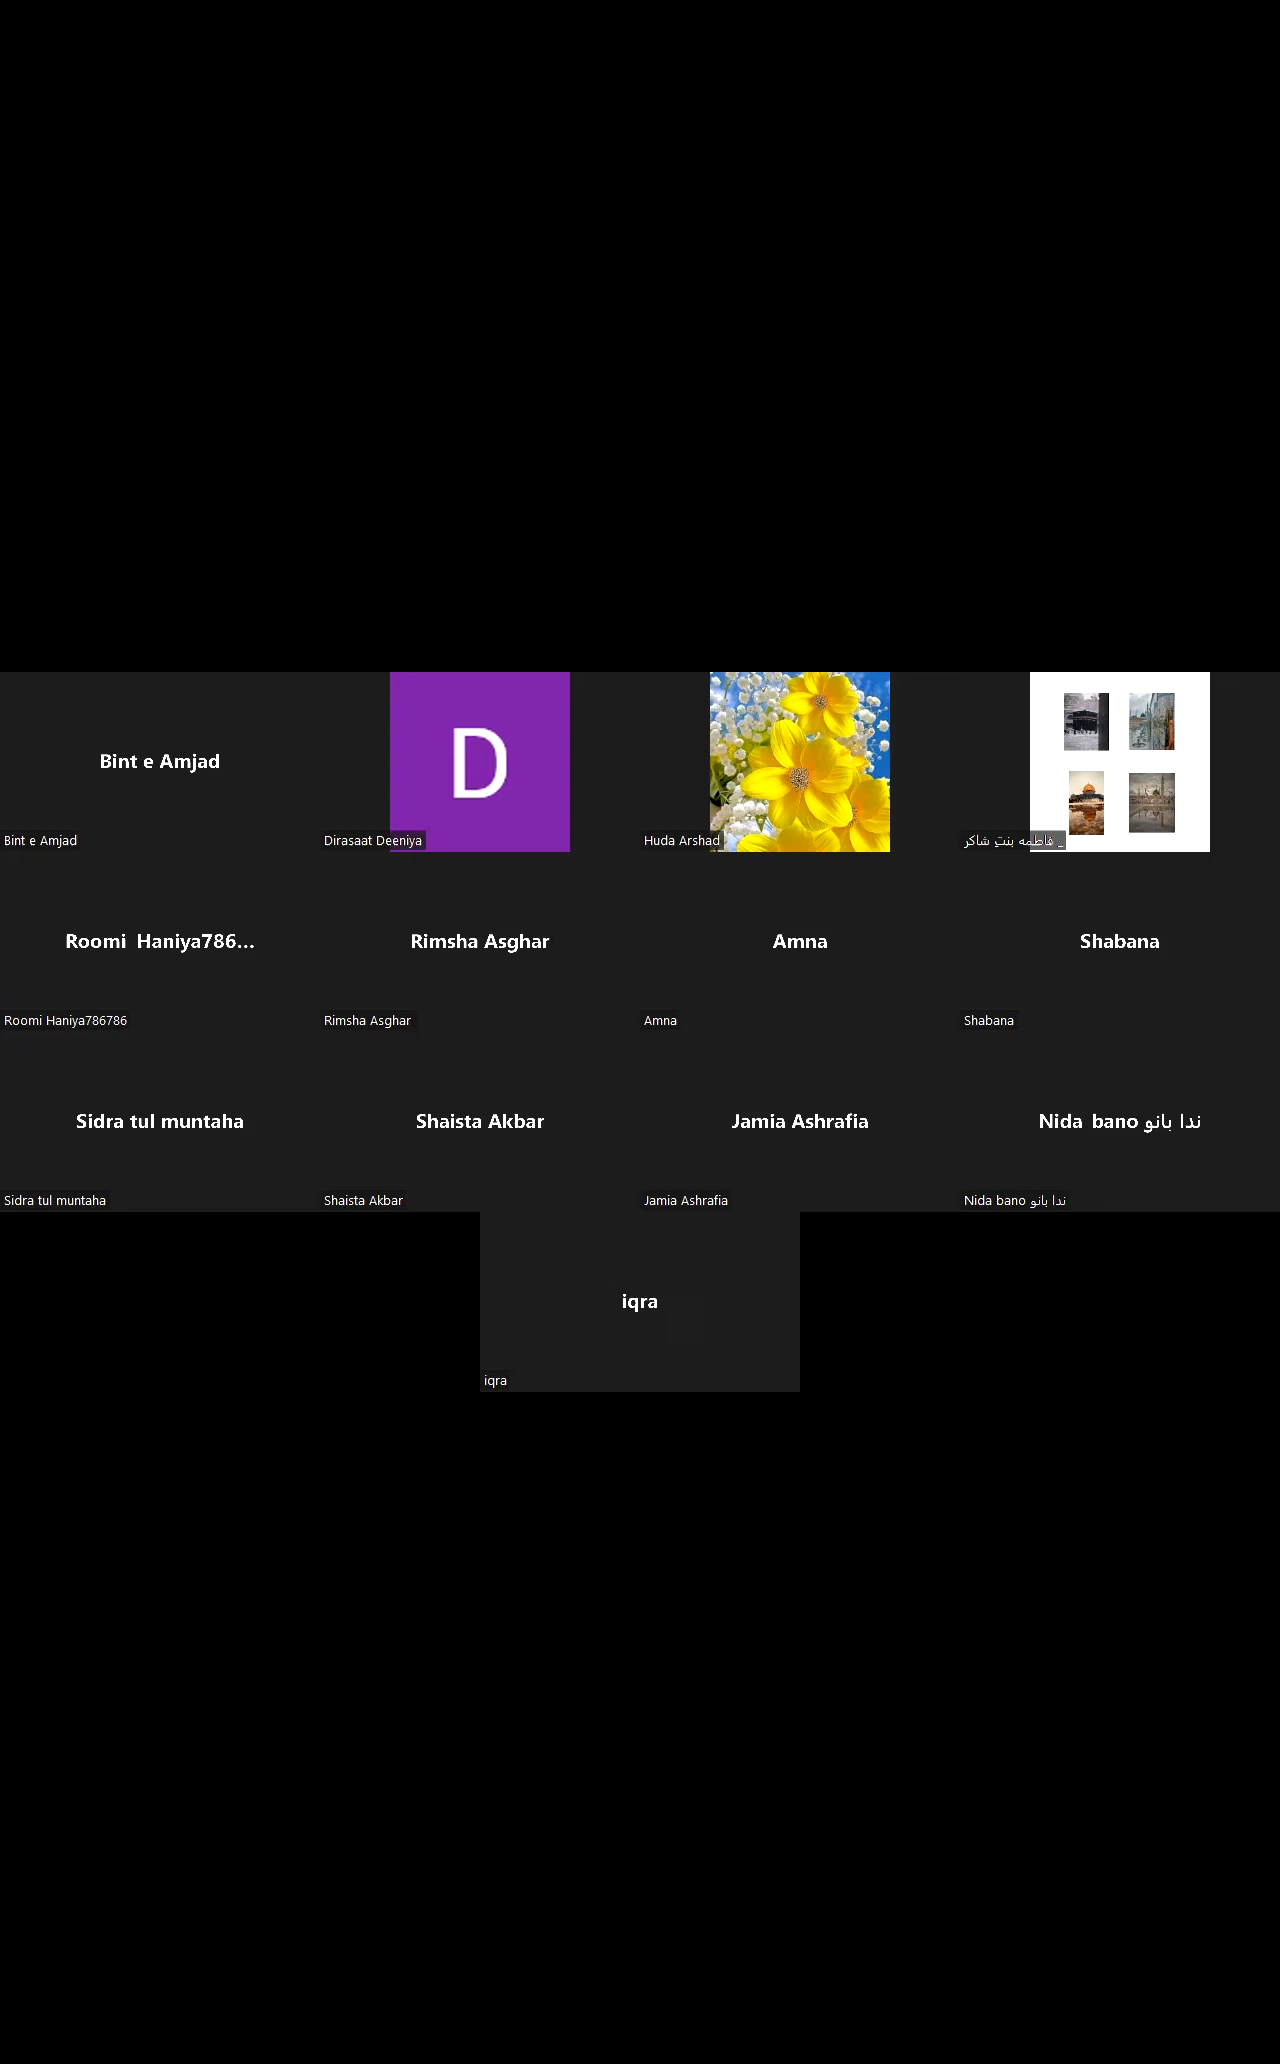 Bint e Amjad
Bint e Amjad
D
Dirasaat Deeniya
Huda Arshad
_ فاطمه بنتِ شاکر
Roomi Haniya786...
Rimsha Asghar
Amna
Shabana
Roomi Haniya786786
Rimsha Asghar
Amna
Shabana
Sidra tul muntaha
Shaista Akbar
Jamia Ashrafia
Nida bano ندا بانو
Sidra tul muntaha
Shaista Akbar
Jamia Ashrafia
Nida bano ندا بانو
iqra
iqra